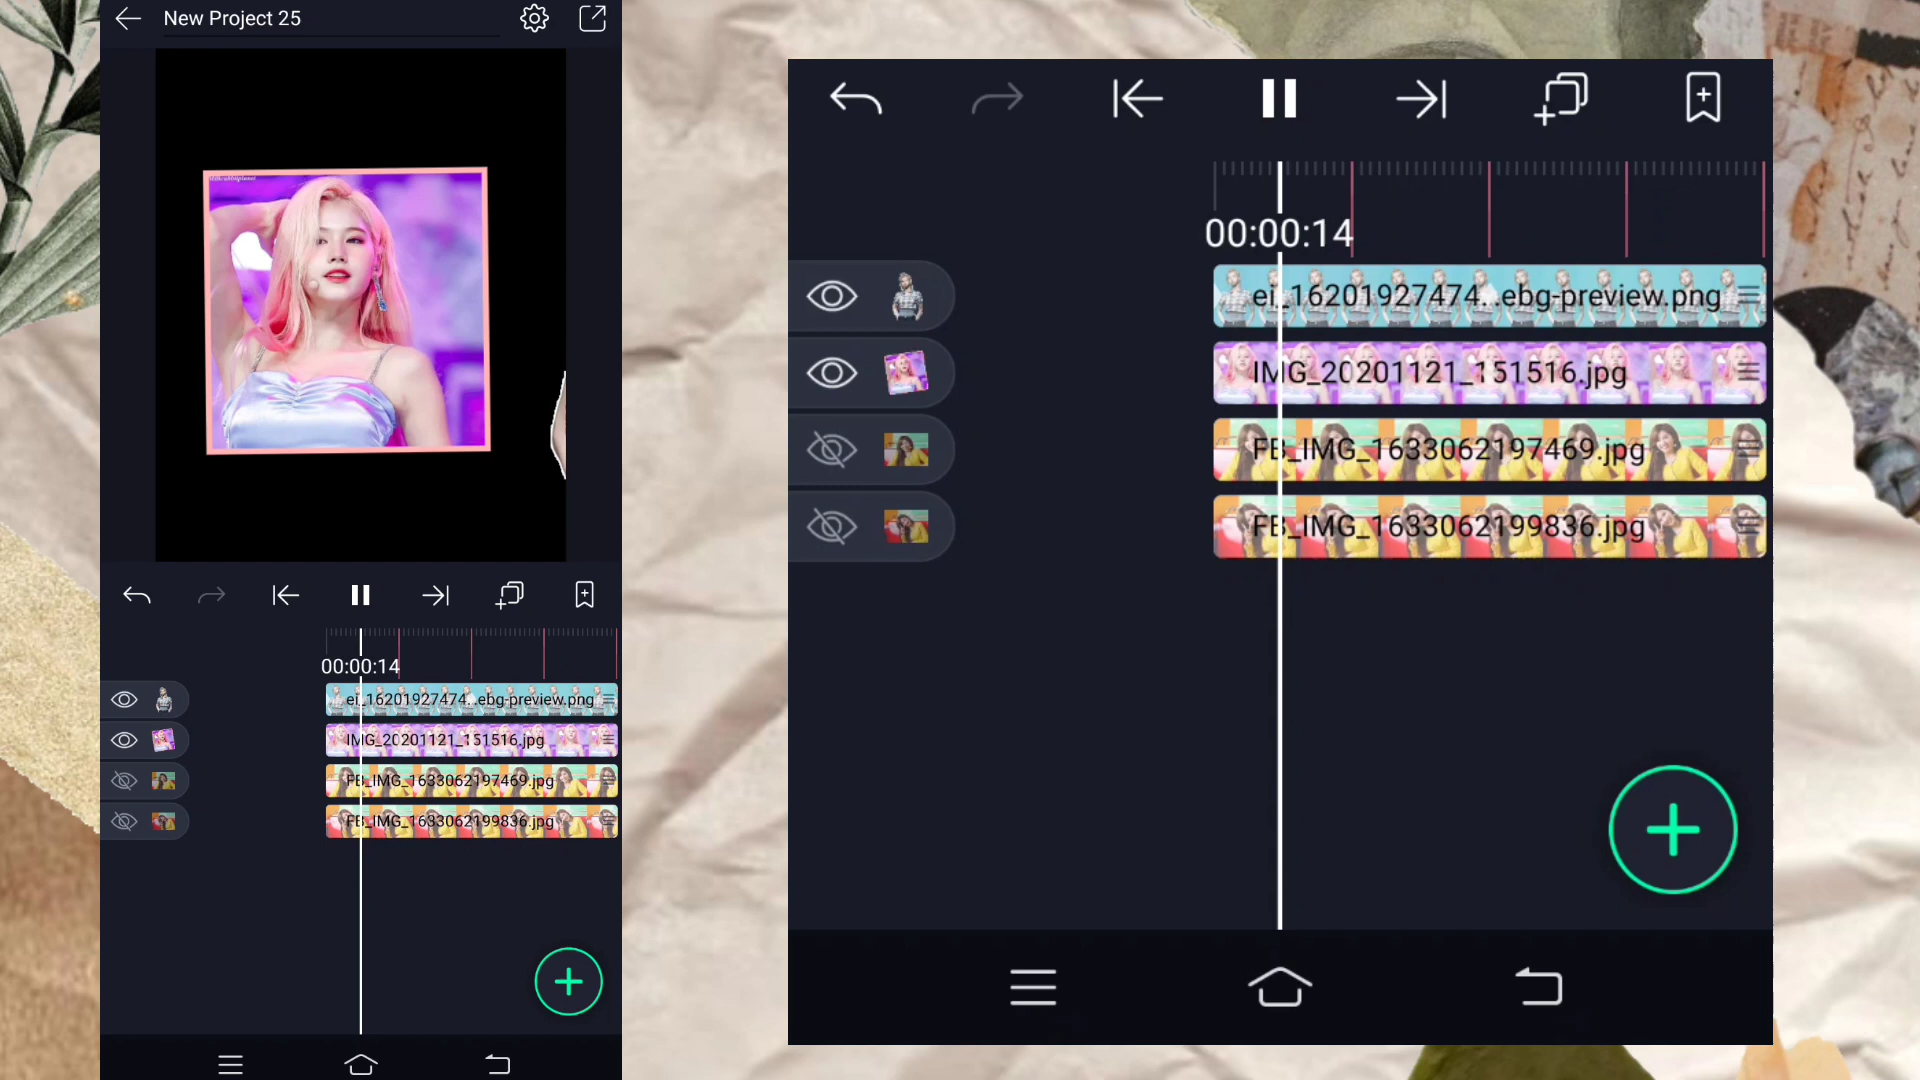 New Project 25
00:00:14
ei_16201927474...ebg-preview.png
IMG_20201121_151516.jpg
FB_IMG_1633062197469.jpg
FB_IMG_1633062199836.jpg
00:00:14
ei_16201927474...ebg-preview.png
IMG_20201121_151516.jpg
FB_IMG_1633062197469.jpg
FB_IMG_1633062199836.jpg